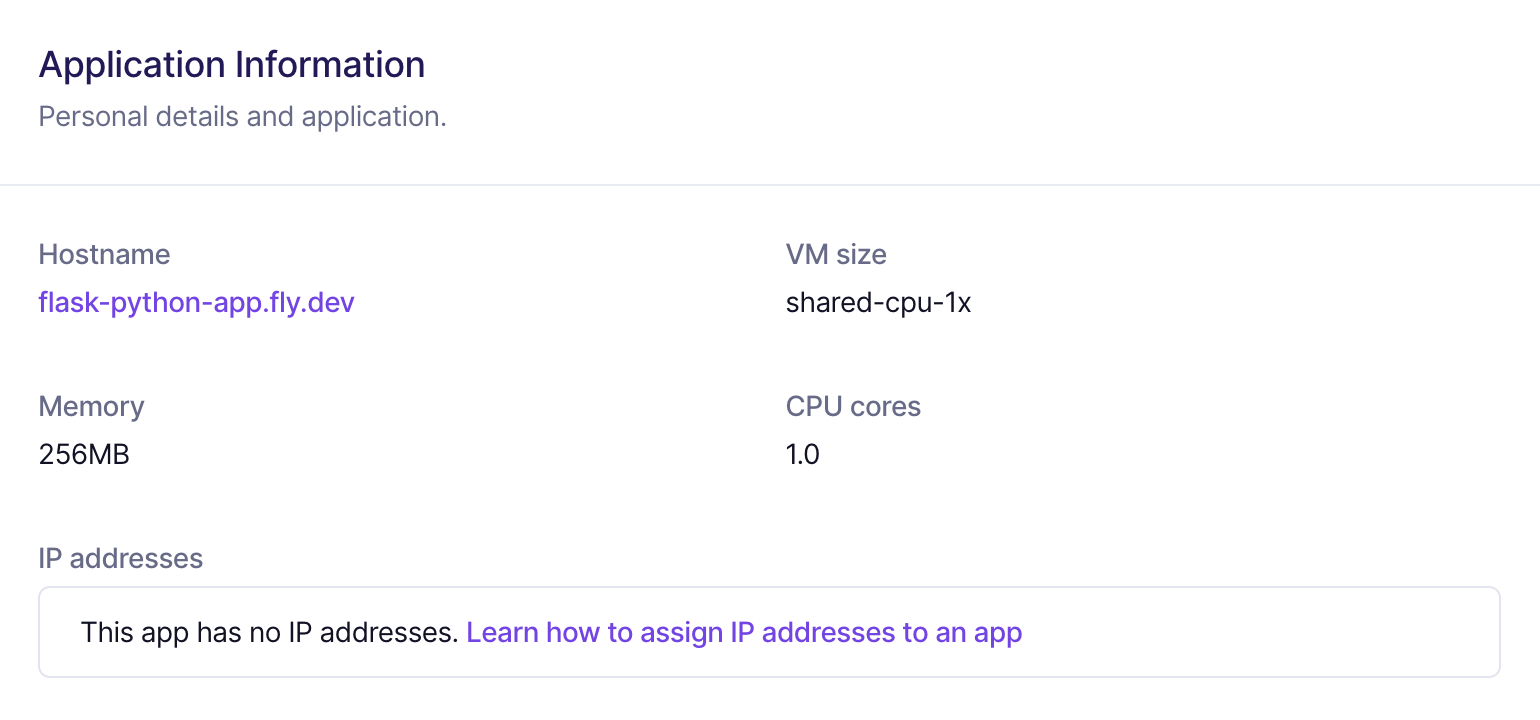 Application Information
Personal details and application.
Hostname
flask-python-app.fly.dev
VM size
shared-cpu-1x
Memory
256MB
CPU cores
1.0
IP addresses
This app has no IP addresses. Learn how to assign IP addresses to an app